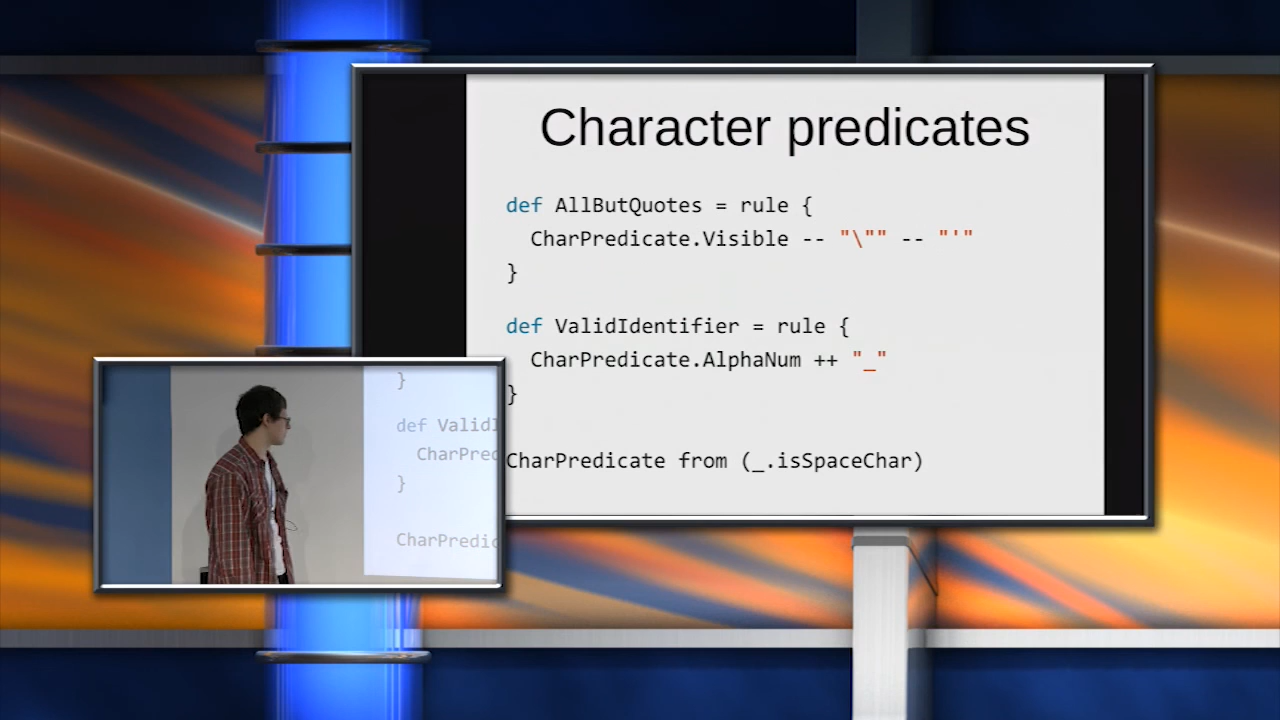 Character predicates
def AllButQuotes = rule {
  CharPredicate.Visible -- "\"" -- "'"
}
def ValidIdentifier = rule {
  CharPredicate.AlphaNum ++ "_"
}
CharPredicate from (_.isSpaceChar)
}
def ValidI
CharPred
}
CharPredic